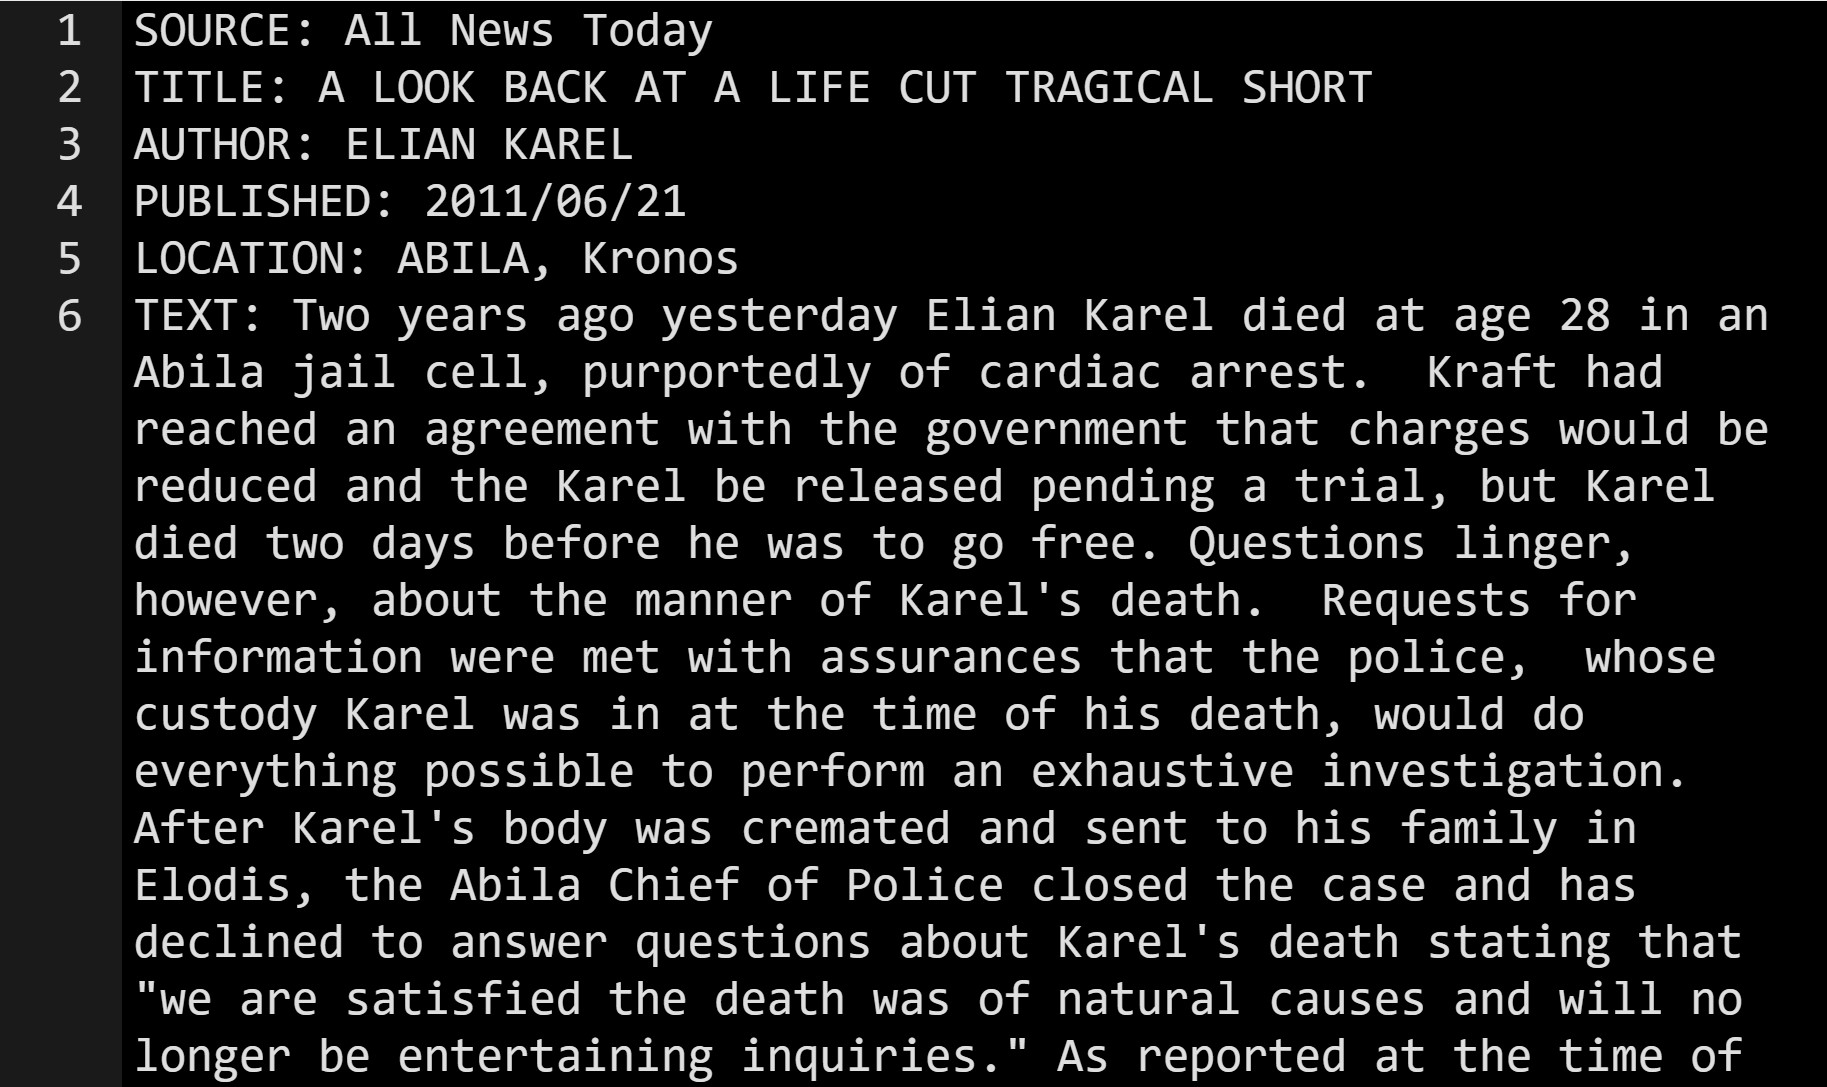 1 SOURCE: All News Today
2 TITLE: A LOOK BACK AT A LIFE CUT TRAGICAL SHORT
3 AUTHOR: ELIAN KAREL
4 PUBLISHED: 2011/06/21
5 LOCATION: ABILA, Kronos
6 TEXT: Two years ago yesterday Elian Karel died at age 28 in an
Abila jail cell, purportedly of cardiac arrest.  Kraft had
reached an agreement with the government that charges would be
reduced and the Karel be released pending a trial, but Karel
died two days before he was to go free. Questions linger,
however, about the manner of Karel's death.  Requests for
information were met with assurances that the police,  whose
custody Karel was in at the time of his death, would do
everything possible to perform an exhaustive investigation.
After Karel's body was cremated and sent to his family in
Elodis, the Abila Chief of Police closed the case and has
declined to answer questions about Karel's death stating that
"we are satisfied the death was of natural causes and will no
longer be entertaining inquiries." As reported at the time of